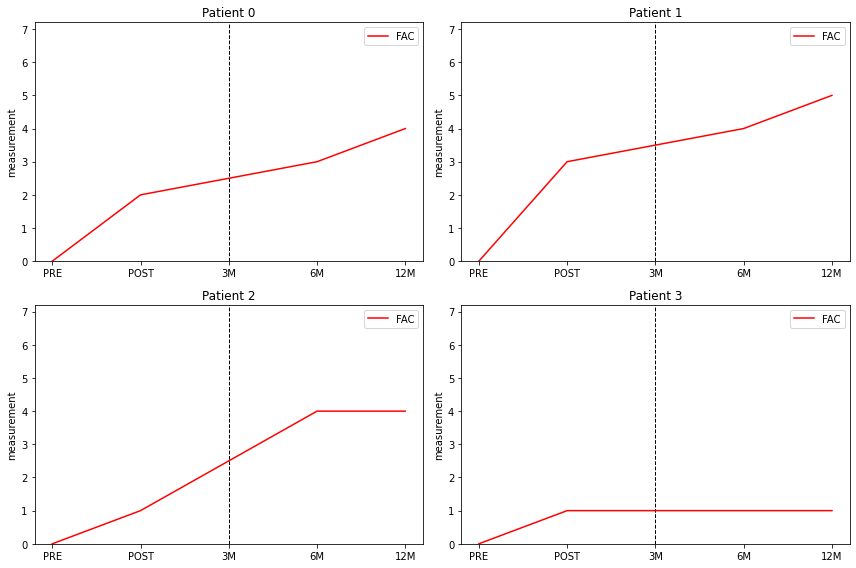 Patient 0
FAC
measurement
7
6
5
4
3
2
1
0
PRE POST 3M 6M 12M
Patient 1
FAC
measurement
7
6
5
4
3
2
1
0
PRE POST 3M 6M 12M
Patient 2
FAC
measurement
7
6
5
4
3
2
1
0
PRE POST 3M 6M 12M
Patient 3
FAC
measurement
7
6
5
4
3
2
1
0
PRE POST 3M 6M 12M